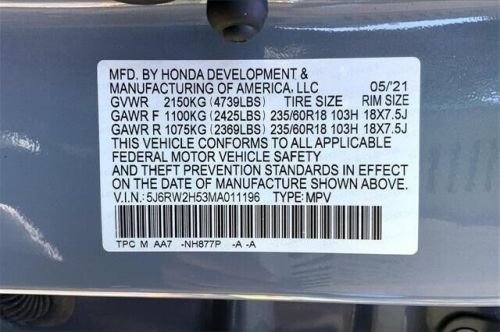 MFD. BY HONDA DEVELOPMENT &
MANUFACTURING OF AMERICA, LLC 05/21
GVWR 2150KG (4739LBS) TIRE SIZE RIM SIZE
GAWR F 1100KG (2425LBS) 235/60R18 103H 18X7.5J
GAWR R 1075KG (2369LBS) 235/60R18 103H 18X7.5J
THIS VEHICLE CONFORMS TO ALL APPLICABLE
FEDERAL MOTOR VEHICLE SAFETY
AND THEFT PREVENTION STANDARDS IN EFFECT
ON THE DATE OF MANUFACTURE SHOWN ABOVE.
V.I.N.: 5J6RW2H53MA011196 TYPE: MPV
TPC M AA7 -NH877P -A -A